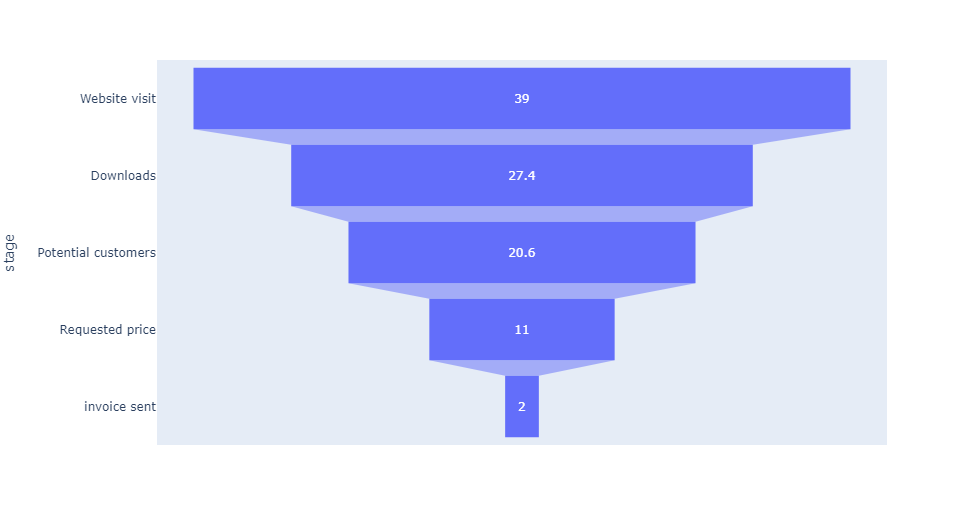 stage
Website visit
39
Downloads
27.4
Potential customers
20.6
Requested price
11
invoice sent
2